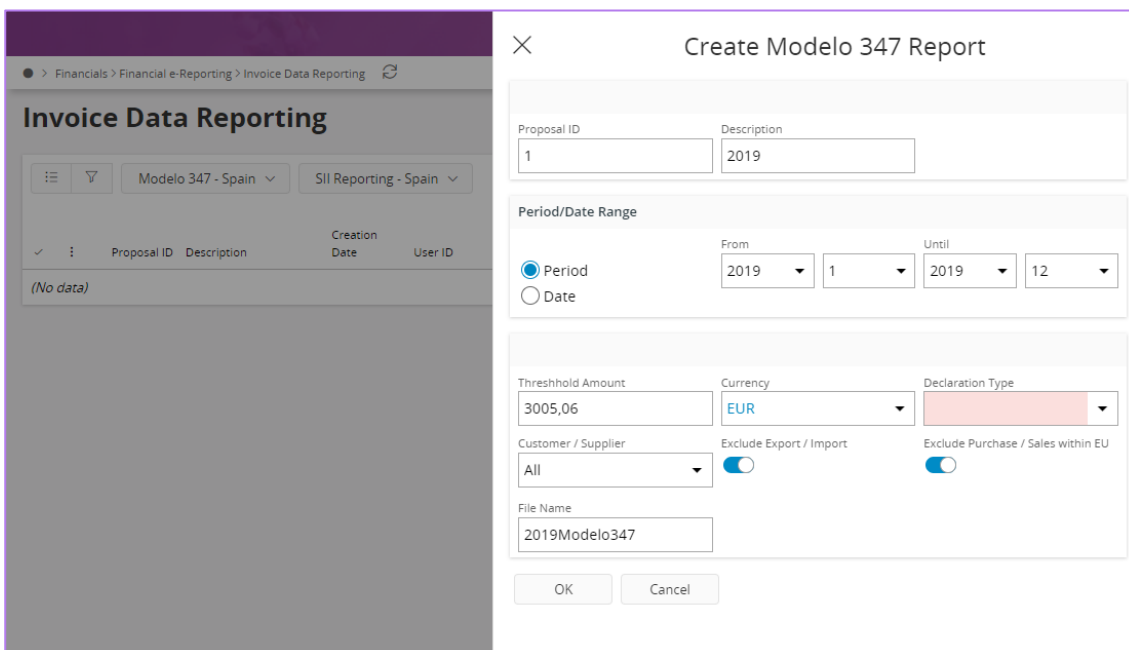 Financials > Financial e-Reporting > Invoice Data Reporting
Invoice Data Reporting
Modelo 347 - Spain
SII Reporting - Spain
Proposal ID
Description
Creation
Date
User ID
(No data)
Create Modelo 347 Report
Proposal ID
Description
1
2019
Period/Date Range
From
Until
Period
2019
1
2019
12
Date
Threshhold Amount
Currency
Declaration Type
3005,06
EUR
Customer / Supplier
Exclude Export / Import
Exclude Purchase / Sales within EU
All
File Name
2019Modelo347
OK
Cancel